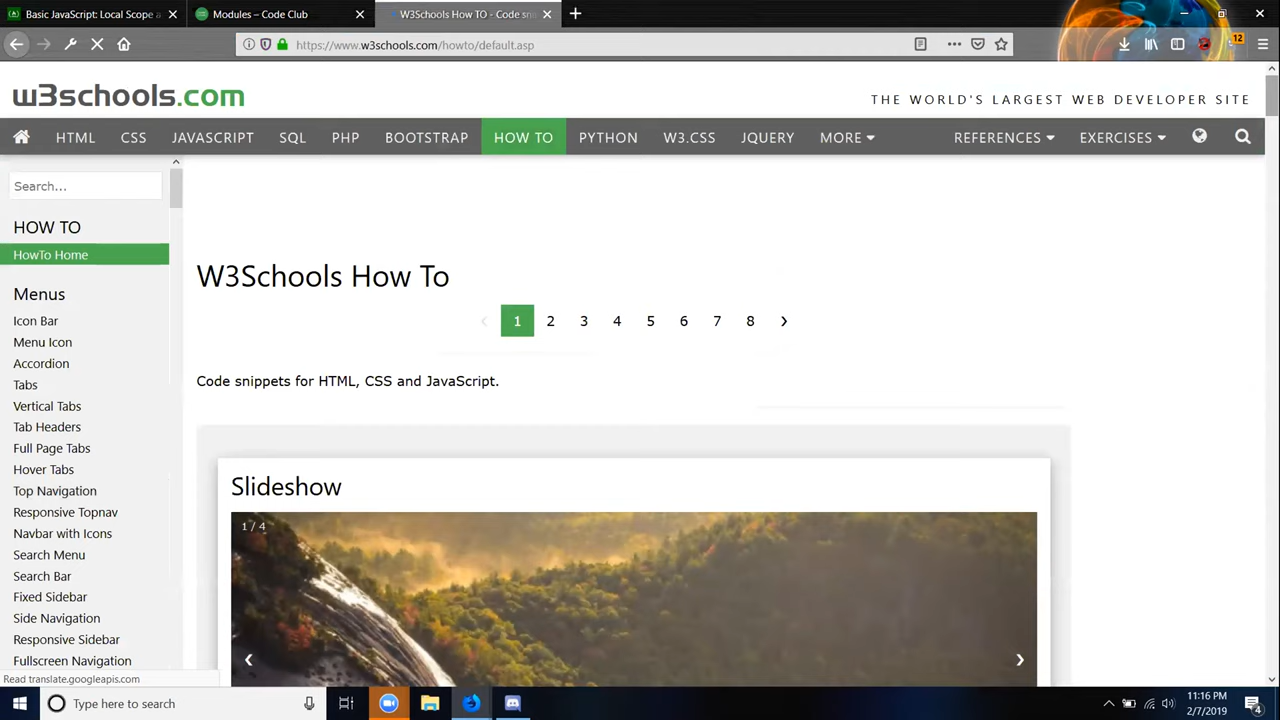 Basic JavaScript: Local Scope a
Modules – Code Club
W3Schools How TO - Code sn
12
https://www.w3schools.com/howto/default.asp
w3schools.com
THE WORLD'S LARGEST WEB DEVELOPER SITE
HTML CSS JAVASCRIPT SQL PHP BOOTSTRAP HOW TO PYTHON W3.CSS JQUERY MORE REFERENCES EXERCISES
Search...
HOW TO
HowTo Home
Menus
Icon Bar
Menu Icon
Accordion
Tabs
Vertical Tabs
Tab Headers
Full Page Tabs
Hover Tabs
Top Navigation
Responsive Topnav
Navbar with Icons
Search Menu
Search Bar
Fixed Sidebar
Side Navigation
Responsive Sidebar
Fullscreen Navigation
W3Schools How To
‹ 1 2 3 4 5 6 7 8 ›
Code snippets for HTML, CSS and JavaScript.
Slideshow
1 / 4
Read translate.googleapis.com
Type here to search
11:16 PM
2/7/2019
4